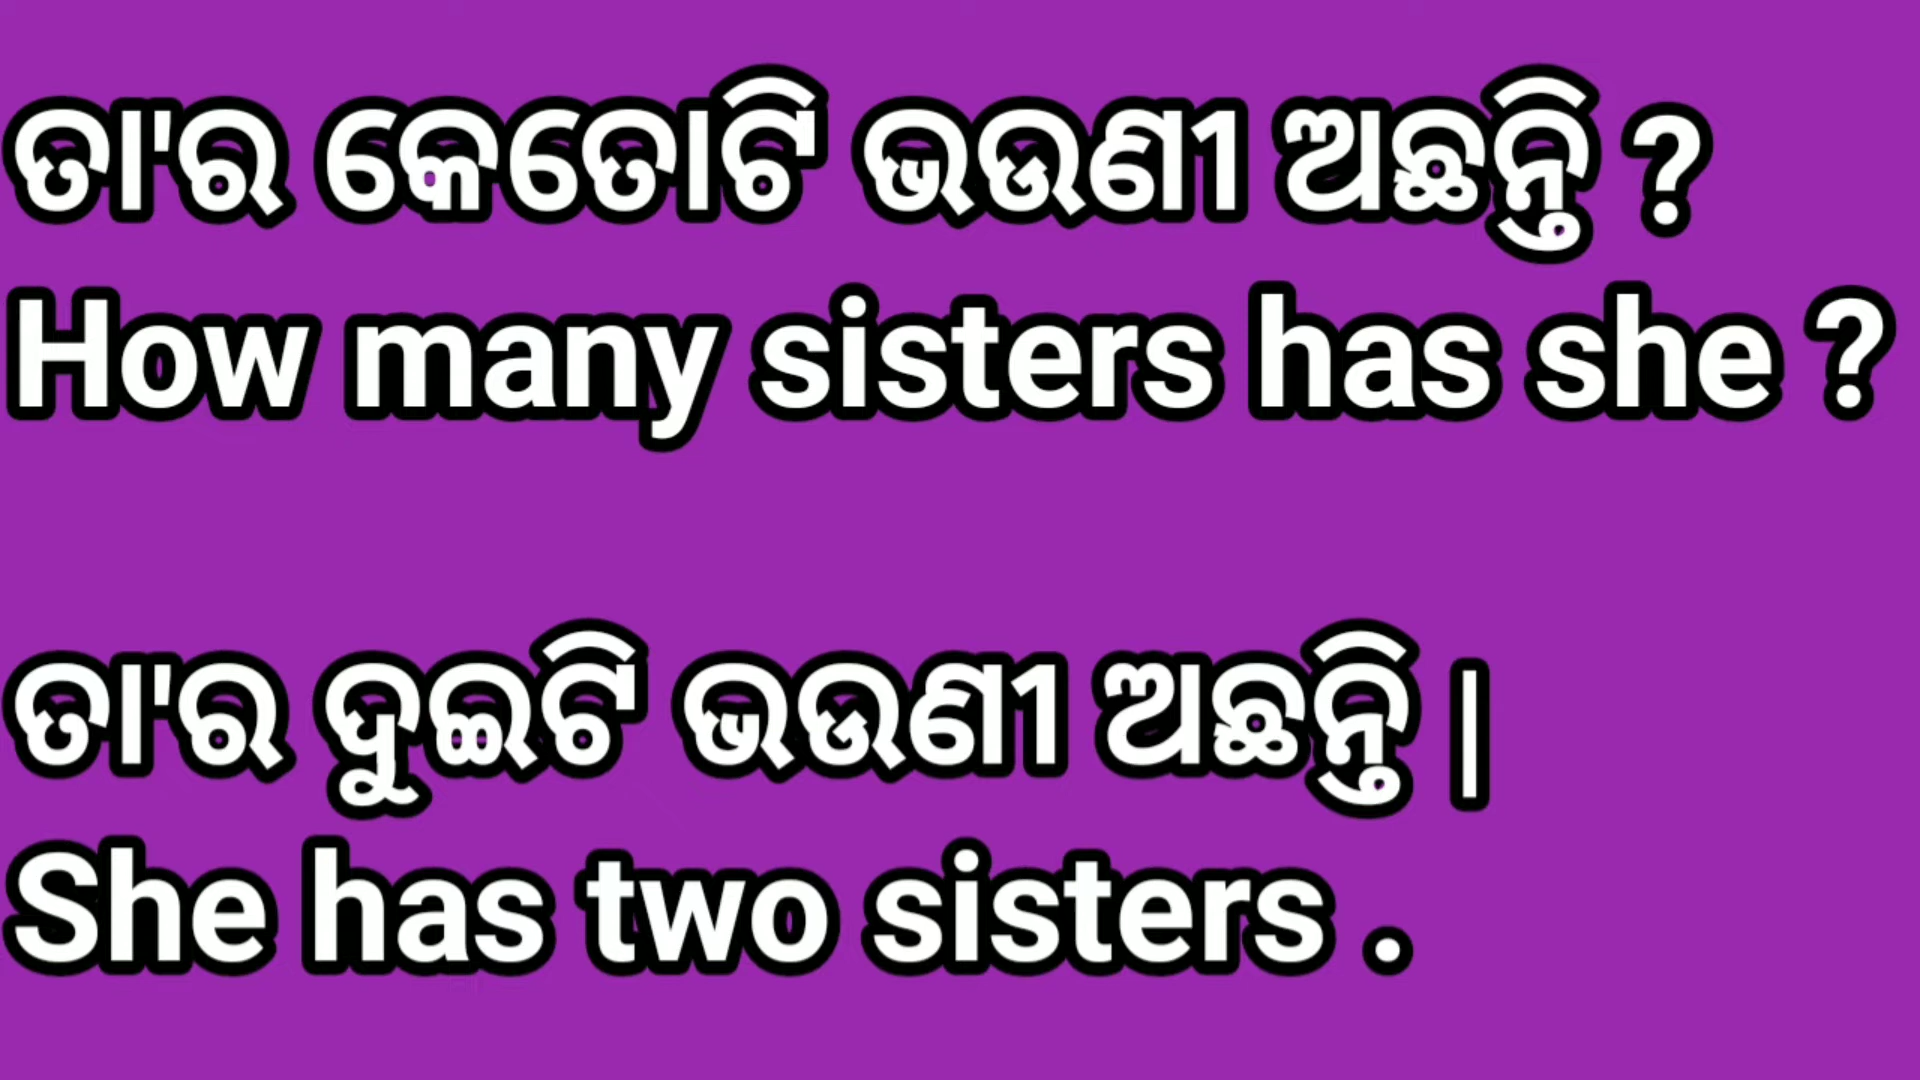 ତା'ର କେତୋଟି ଭଉଣୀ ଅଛନ୍ତି ?
How many sisters has she ?
ତା'ର ଦୁଇଟି ଭଉଣୀ ଅଛନ୍ତି |
She has two sisters .